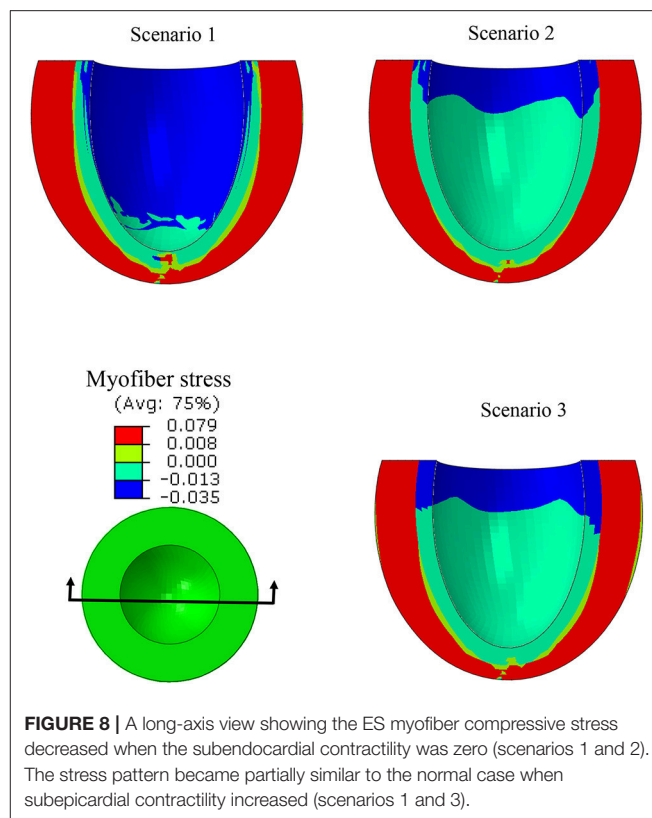 Scenario 1
Scenario 2
Myofiber stress
(Avg: 75%)
0.079
0.008
0.000
-0.013
-0.035
Scenario 3
FIGURE 8 | A long-axis view showing the ES myofiber compressive stress
decreased when the subendocardial contractility was zero (scenarios 1 and 2).
The stress pattern became partially similar to the normal case when
subepicardial contractility increased (scenarios 1 and 3).